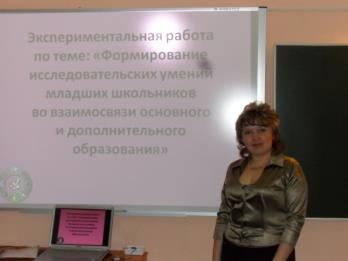 Экспериментальная работа
по теме: «Формирование
исследовательских умений
младших школьников
во взаимосвязи основного
и дополнительного
образования»